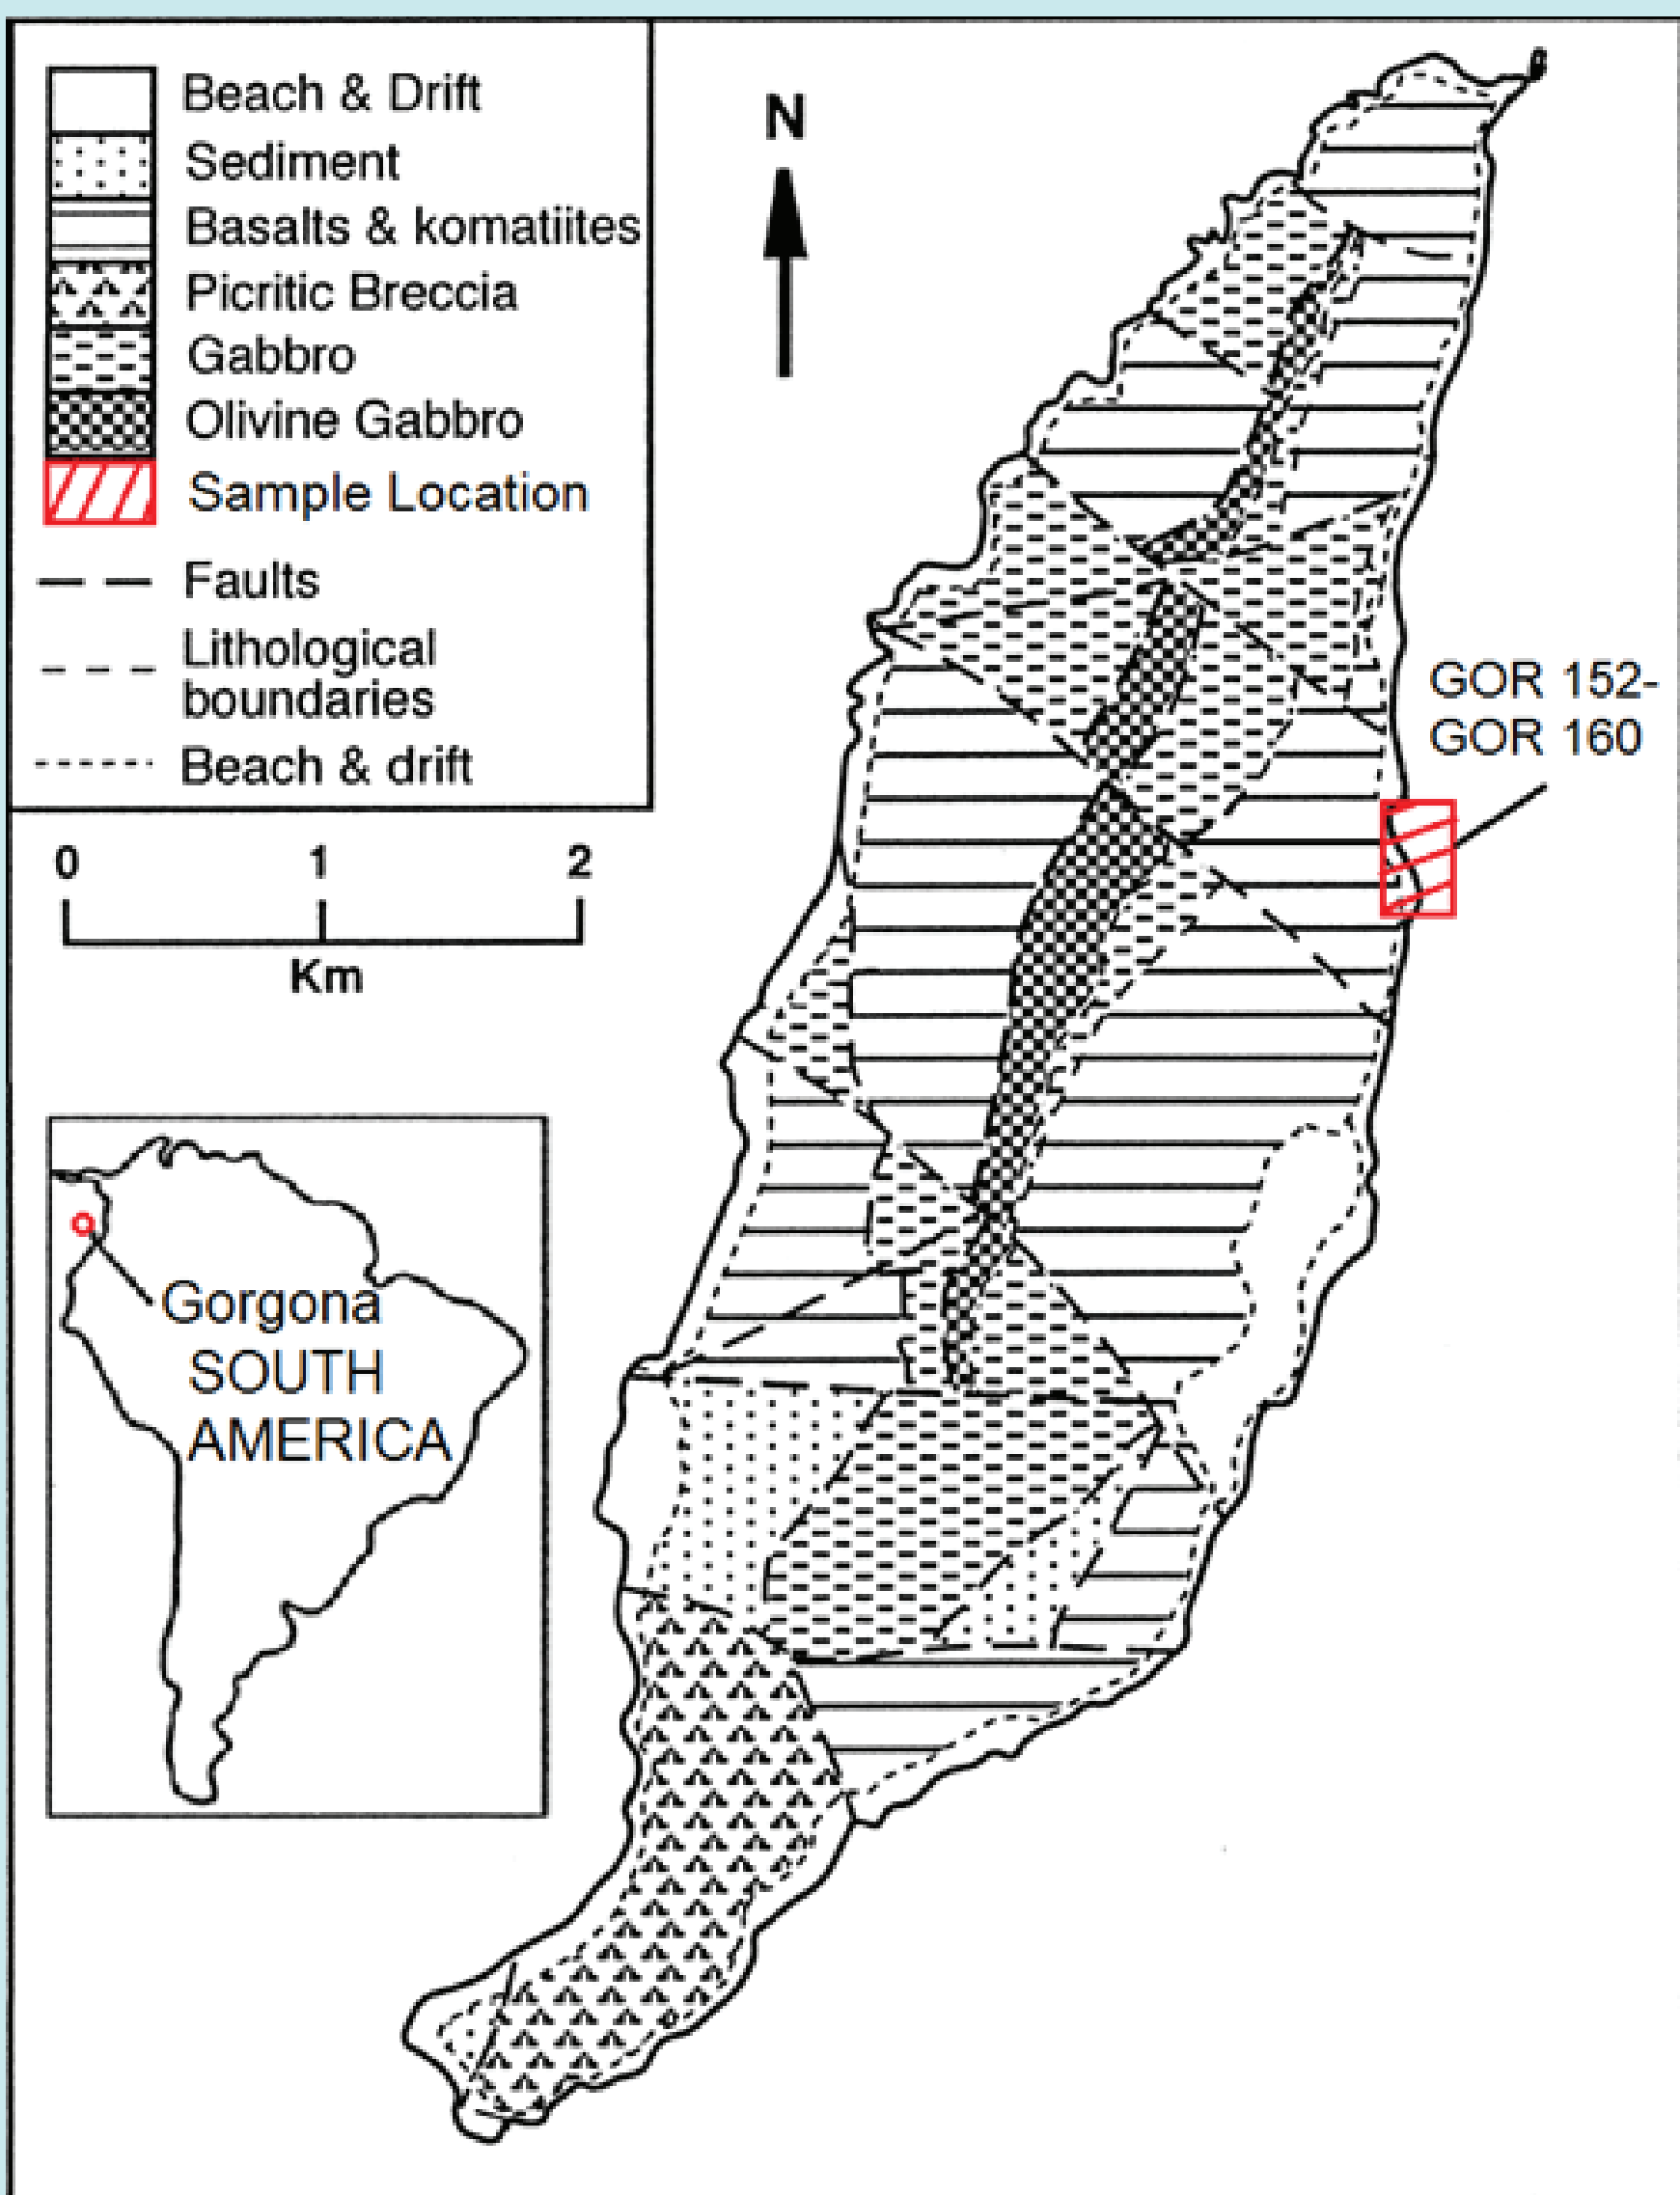 Beach & Drift
Sediment
Basalts & komatiites
Picritic Breccia
Gabbro
Olivine Gabbro
Sample Location
Faults
Lithological
boundaries
Beach & drift
N
0 1 2
Km
GOR 152-
GOR 160
Gorgona
SOUTH
AMERICA